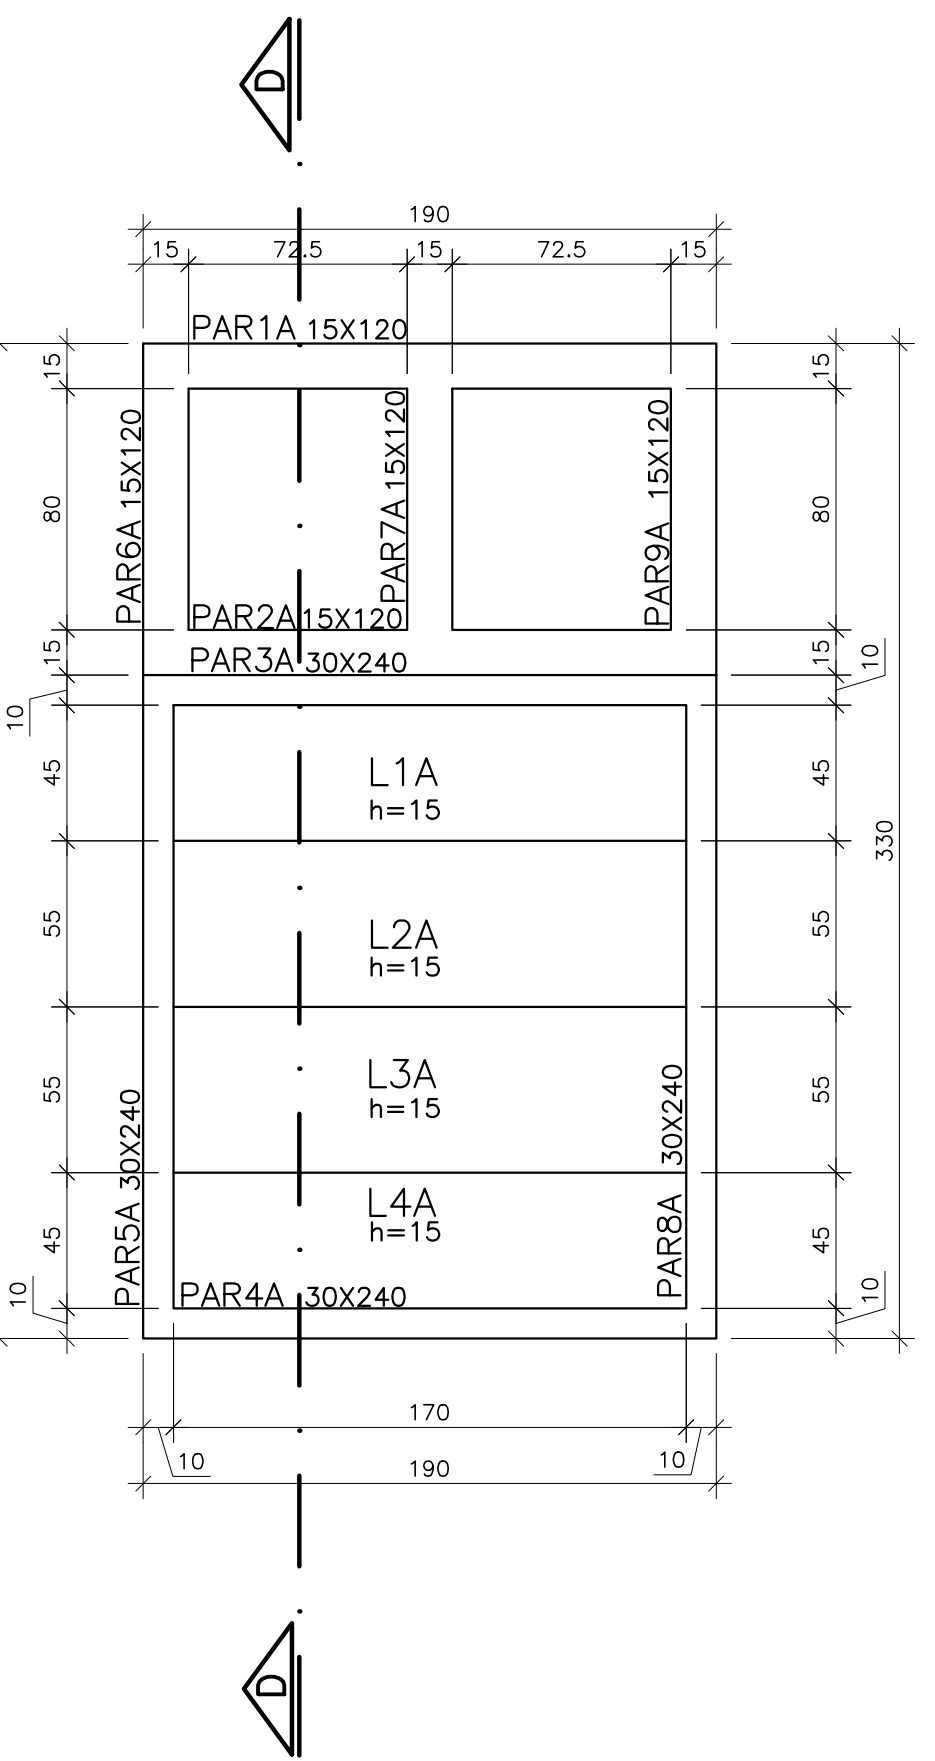 D
190
15 72.5 15 72.5 15
PAR1A 15X120
15
15
PAR6A 15X120
PAR7A 15X120
PAR9A 15X120
80
80
PAR2A 15X120
15
15
10
PAR3A 30X240
10
45
L1A
h=15
45
330
55
L2A
h=15
55
55
L3A
h=15
55
PAR5A 30X240
PAR8A 30X240
45
L4A
h=15
45
10
PAR4A 30X240
10
170
10
10
190
D